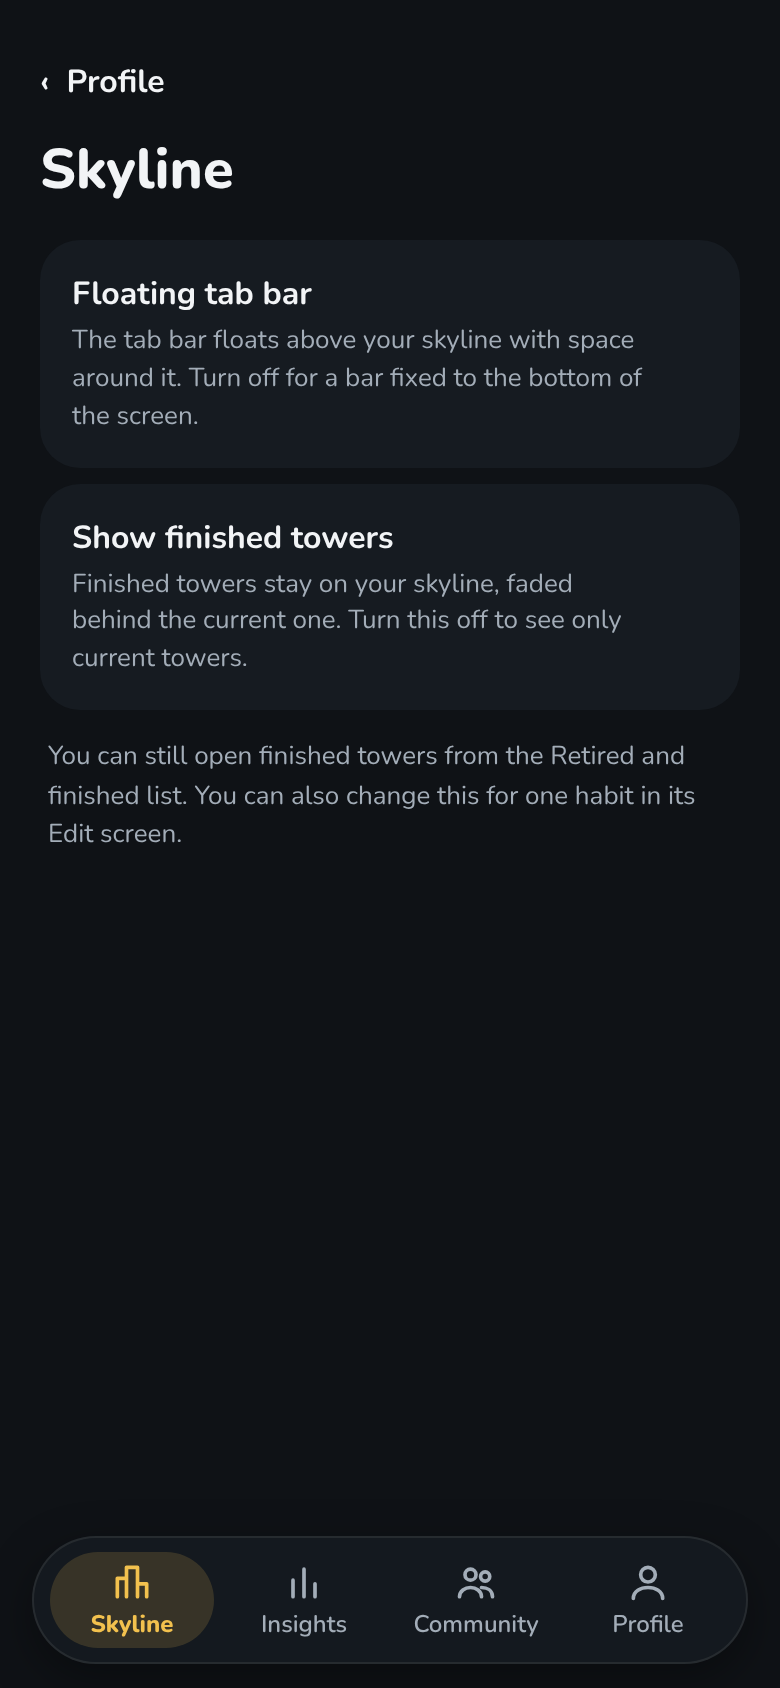 ‹ Profile
Skyline
Floating tab bar
The tab bar floats above your skyline with space
around it. Turn off for a bar fixed to the bottom of
the screen.
Show finished towers
Finished towers stay on your skyline, faded
behind the current one. Turn this off to see only
current towers.
You can still open finished towers from the Retired and
finished list. You can also change this for one habit in its
Edit screen.
Skyline
Insights
Community
Profile